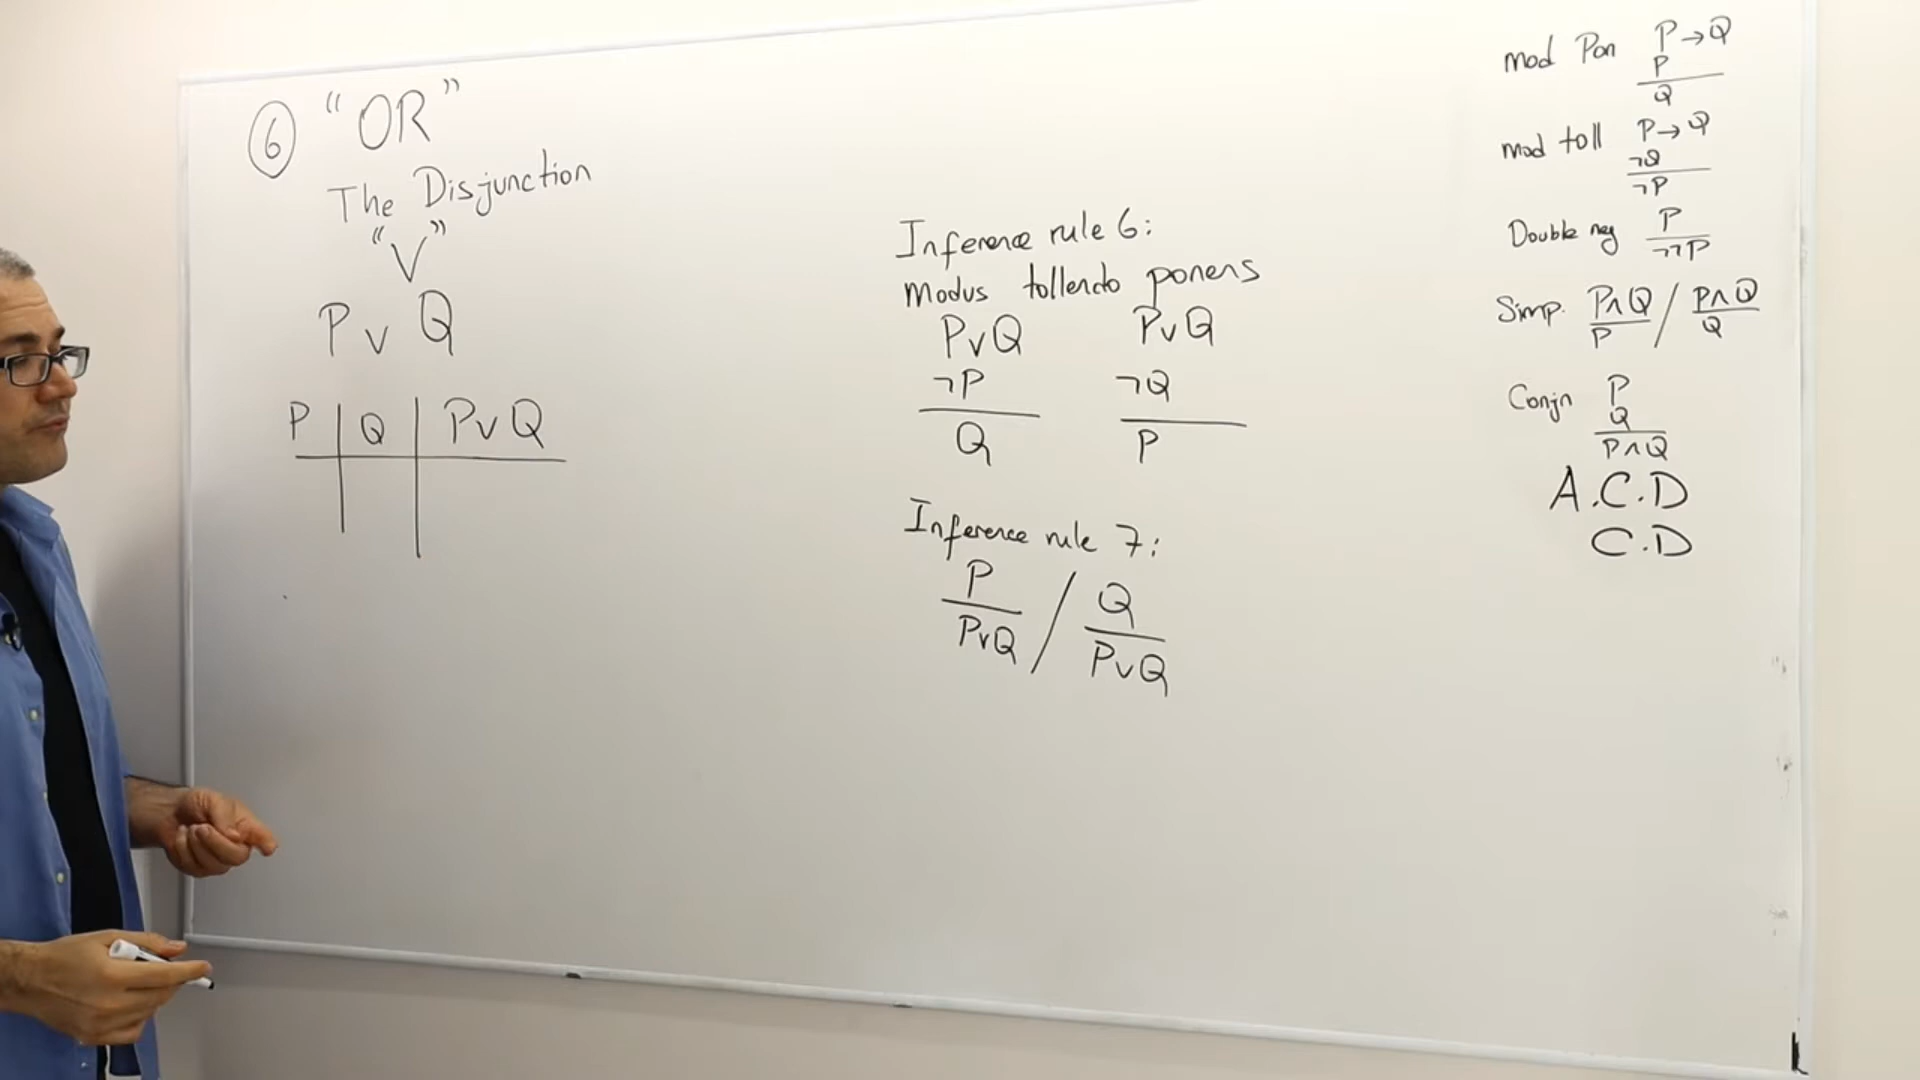 ⑥ "OR"
The Disjunction
"V"
P ∨ Q
P | Q | P∨Q
Inference rule 6:
Modus tollendo ponens
P∨Q P∨Q
¬P ¬Q
Q P
Inference rule 7:
P / Q
P∨Q P∨Q
mod Pon P→Q
P
Q
mod toll P→Q
¬Q
¬P
Double neg P
¬¬P
Simp. P∧Q / P∧Q
P Q
Conjn P
Q
P∧Q
A.C.D
C.D